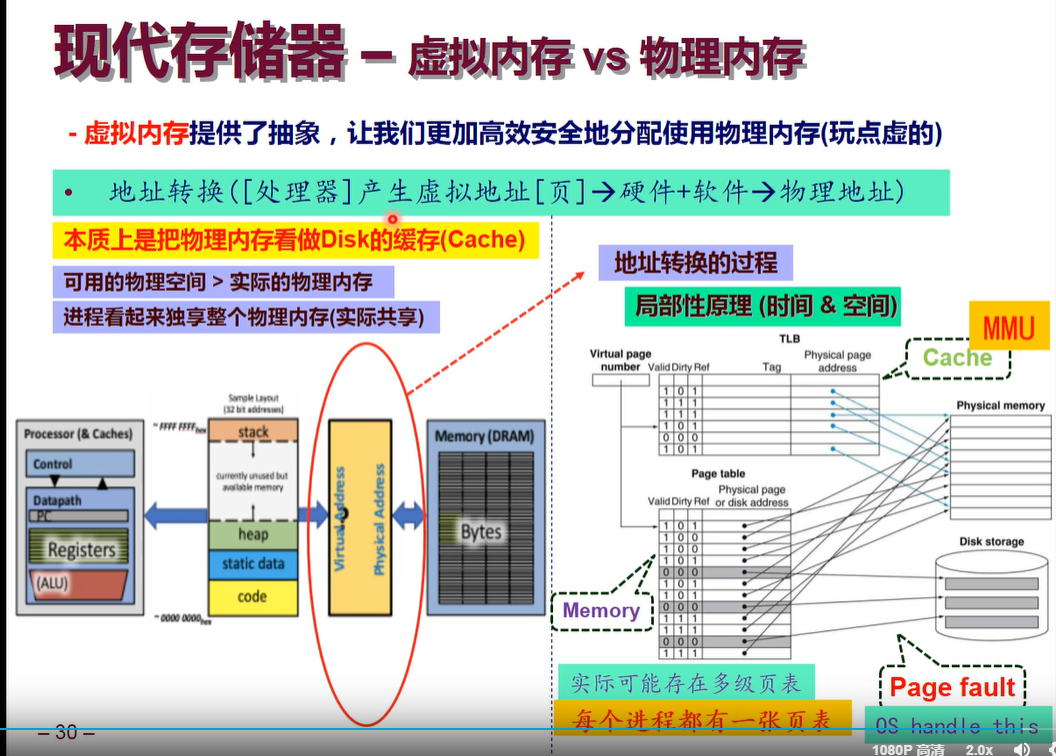 现代存储器 – 虚拟内存 vs 物理内存
- 虚拟内存提供了抽象，让我们更加高效安全地分配使用物理内存(玩点虚的)
• 地址转换([处理器]产生虚拟地址[页]→硬件+软件→物理地址)
本质上是把物理内存看做Disk的缓存(Cache)
可用的物理空间 > 实际的物理内存
进程看起来独享整个物理内存(实际共享)
Processor (& Caches)
Control
Datapath
PC
Registers
(ALU)
Sample Layout
(32 bit addresses)
~ FFFF FFFFhex
stack
currently unused but
available memory
heap
static data
code
~ 0000 0000hex
Virtual Address
Physical Address
Memory (DRAM)
Bytes
地址转换的过程
局部性原理 (时间 & 空间)
MMU
TLB
Virtual page
number
Valid Dirty Ref
Tag
Physical page
address
Cache
1 0 1
1 1 1
1 1 1
1 0 1
0 0 0
1 0 1
Physical memory
Page table
Valid Dirty Ref
Physical page
or disk address
1 0 1
1 0 0
1 0 0
1 0 1
0 0 0
1 0 1
1 0 1
0 0 0
1 1 1
1 1 1
0 0 0
1 1 1
Memory
Disk storage
Page fault
OS handle this
实际可能存在多级页表
每个进程都有一张页表
– 30 –
1080P 高清 2.0x